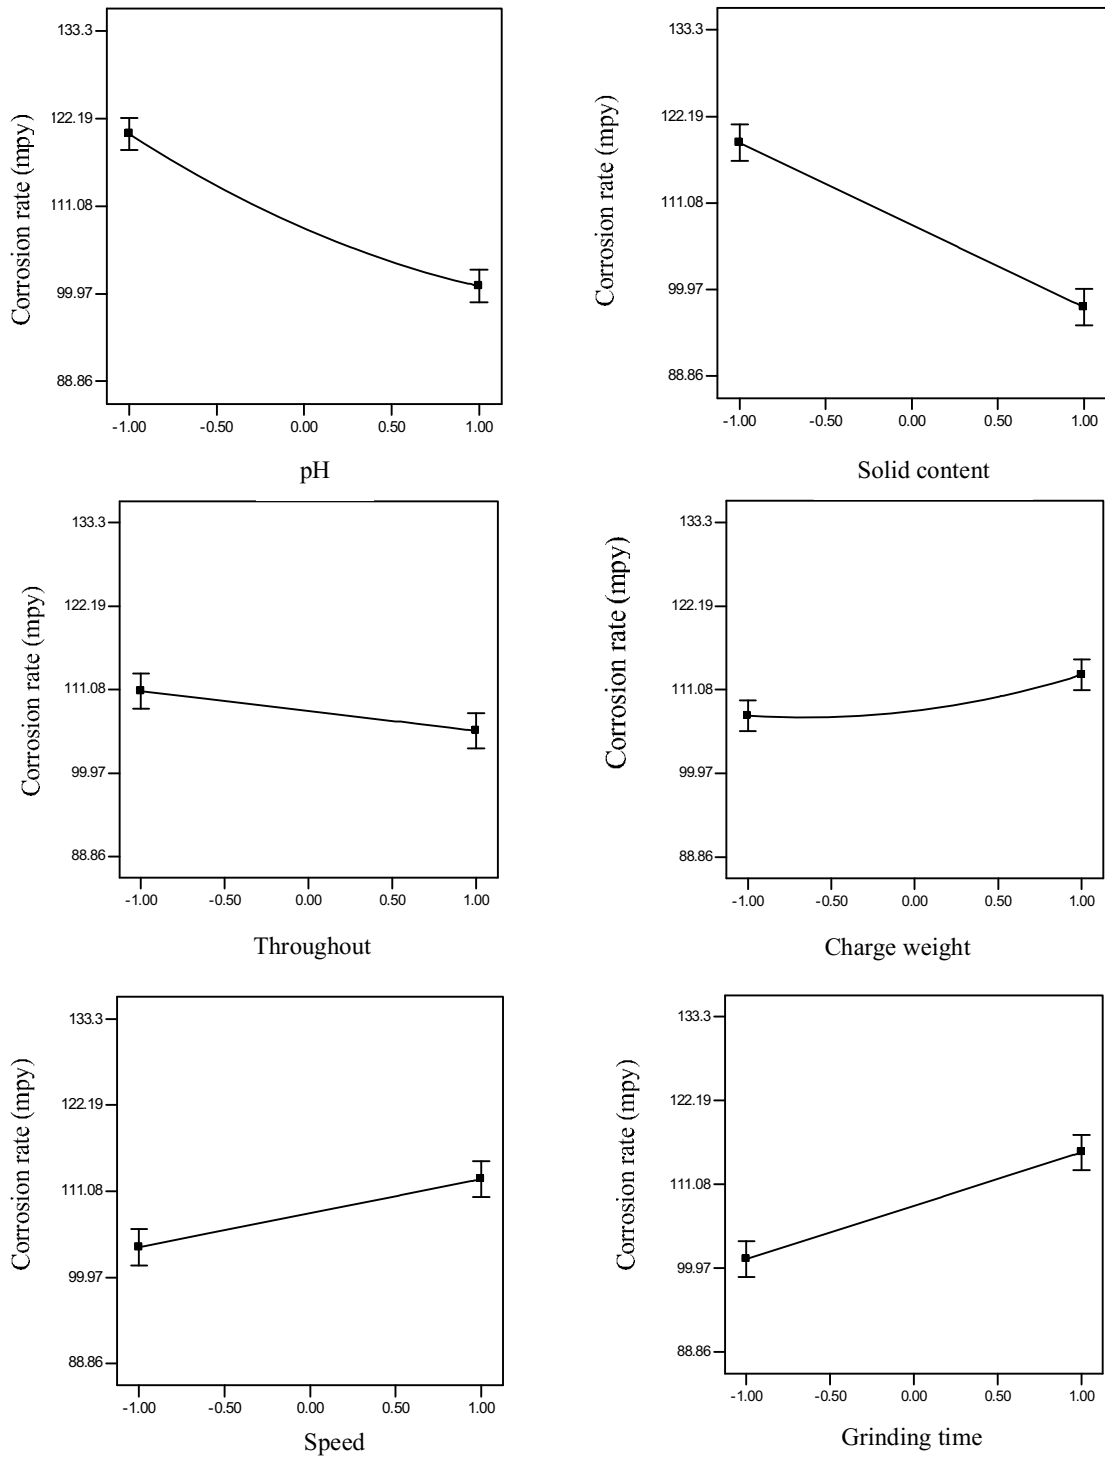 133.3
122.19
111.08
99.97
88.86
Corrosion rate (mpy)
-1.00 -0.50 0.00 0.50 1.00
pH
133.3
122.19
111.08
99.97
88.86
Corrosion rate (mpy)
-1.00 -0.50 0.00 0.50 1.00
Solid content
133.3
122.19
111.08
99.97
88.86
Corrosion rate (mpy)
-1.00 -0.50 0.00 0.50 1.00
Throughout
133.3
122.19
111.08
99.97
88.86
Corrosion rate (mpy)
-1.00 -0.50 0.00 0.50 1.00
Charge weight
133.3
122.19
111.08
99.97
88.86
Corrosion rate (mpy)
-1.00 -0.50 0.00 0.50 1.00
Speed
133.3
122.19
111.08
99.97
88.86
Corrosion rate (mpy)
-1.00 -0.50 0.00 0.50 1.00
Grinding time